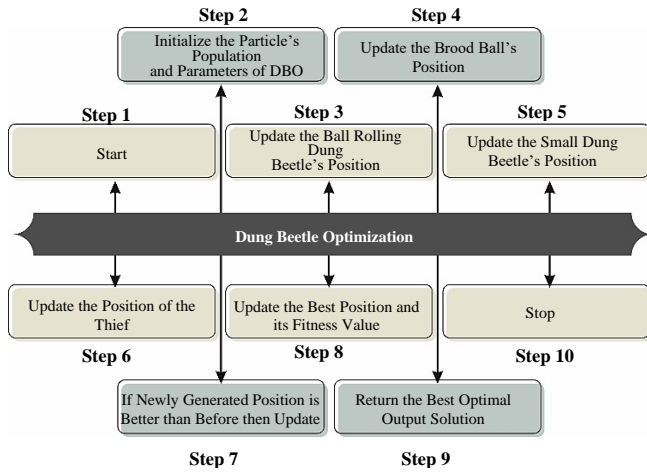 Step 2
Initialize the Particle's
Population
and Parameters of DBO
Step 4
Update the Brood Ball's
Position
Step 1
Start
Step 3
Update the Ball Rolling
Dung
Beetle's Position
Step 5
Update the Small Dung
Beetle's Position
Dung Beetle Optimization
Update the Position of the
Thief
Step 6
Update the Best Position and
its Fitness Value
Step 8
Stop
Step 10
If Newly Generated Position is
Better than Before then Update
Step 7
Return the Best Optimal
Output Solution
Step 9